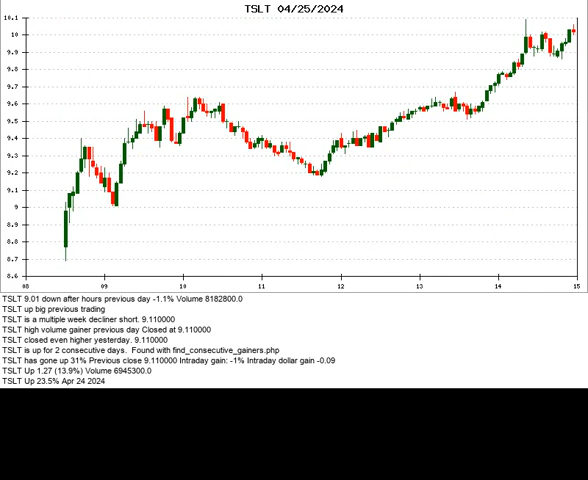 TSLT 04/25/2024
10.1
10
9.9
9.8
9.7
9.6
9.5
9.4
9.3
9.2
9.1
9
8.9
8.8
8.7
8.6
08 09 10 11 12 13 14 15
TSLT 9.01 down after hours previous day -1.1% Volume 8182800.0
TSLT up big previous trading
TSLT is a multiple week decliner short. 9.110000
TSLT high volume gainer previous day Closed at 9.110000
TSLT closed even higher yesterday. 9.110000
TSLT is up for 2 consecutive days. Found with find_consecutive_gainers.php
TSLT has gone up 31% Previous close 9.110000 Intraday gain: -1% Intraday dollar gain -0.09
TSLT Up 1.27 (13.9%) Volume 6945300.0
TSLT Up 23.5% Apr 24 2024